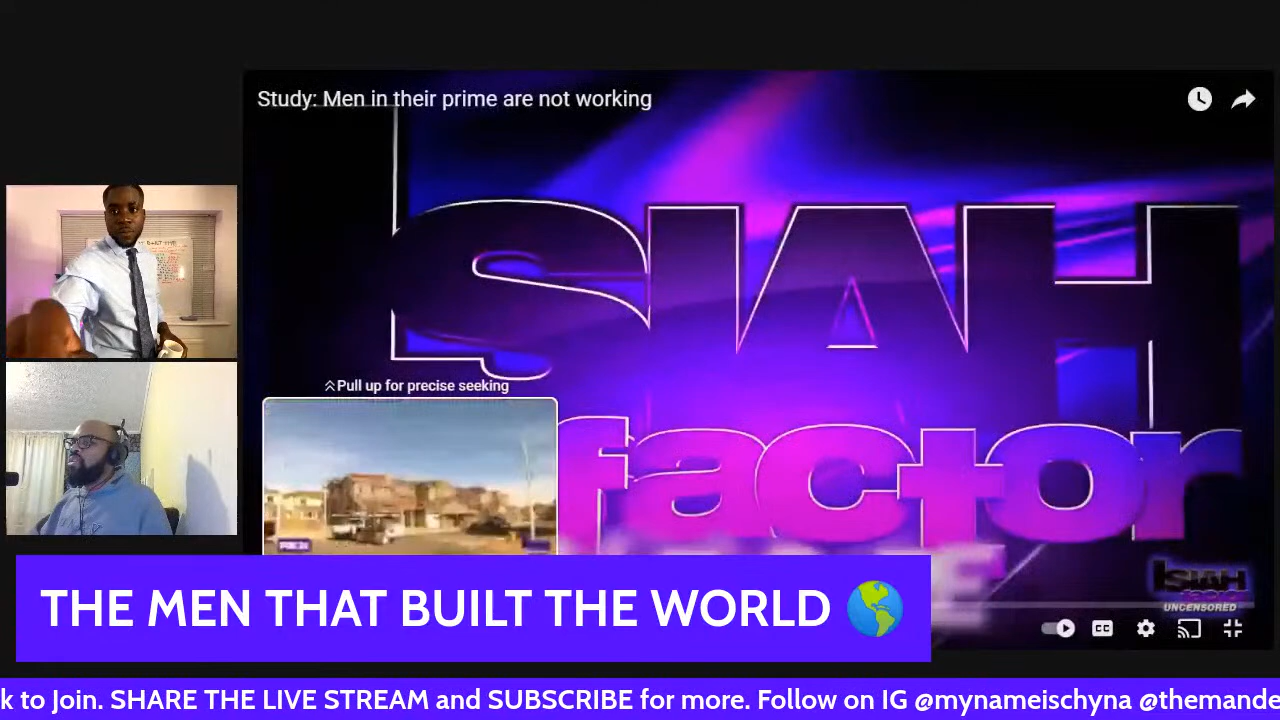 Study: Men in their prime are not working
SIAH
factor
Pull up for precise seeking
ISIAH
factor
UNCENSORED
CC
THE MEN THAT BUILT THE WORLD
k to Join. SHARE THE LIVE STREAM and SUBSCRIBE for more. Follow on IG @mynameischyna @themande